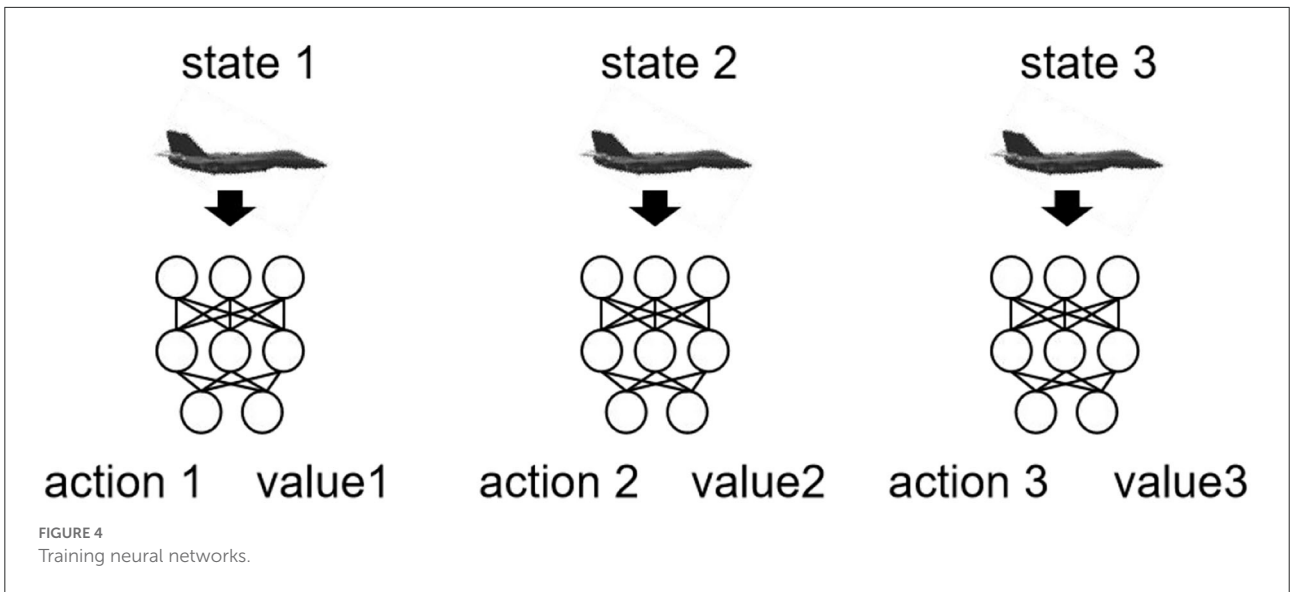 state 1 state 2 state 3
action 1 value1 action 2 value2 action 3 value3
FIGURE 4
Training neural networks.